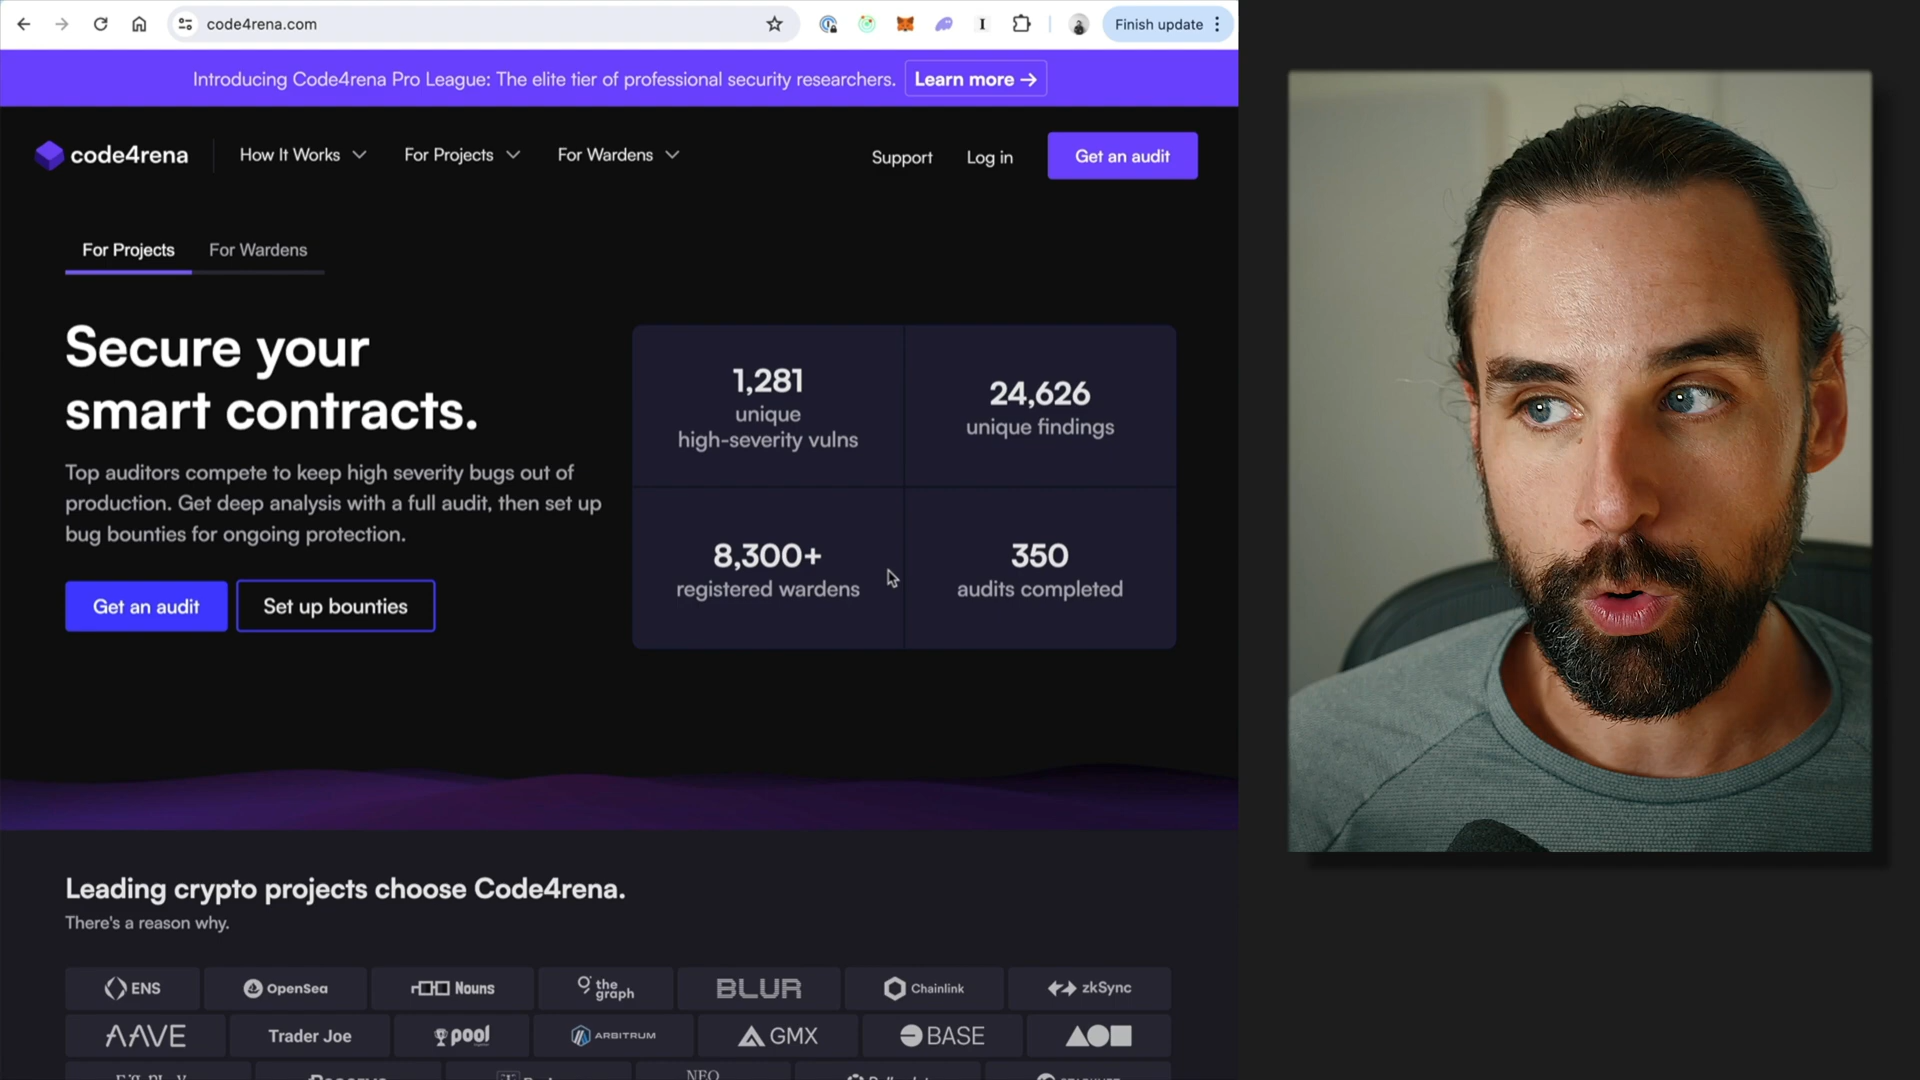 code4rena.com
Finish update
Introducing Code4rena Pro League: The elite tier of professional security researchers.
Learn more →
code4rena
How It Works
For Projects
For Wardens
Support
Log in
Get an audit
For Projects
For Wardens
Secure your
smart contracts.
Top auditors compete to keep high severity bugs out of
production. Get deep analysis with a full audit, then set up
bug bounties for ongoing protection.
Get an audit
Set up bounties
1,281
unique
high-severity vulns
24,626
unique findings
8,300+
registered wardens
350
audits completed
Leading crypto projects choose Code4rena.
There's a reason why.
ENS
OpenSea
Nouns
the
graph
BLUR
Chainlink
zkSync
AAVE
Trader Joe
pool
ARBITRUM
GMX
BASE